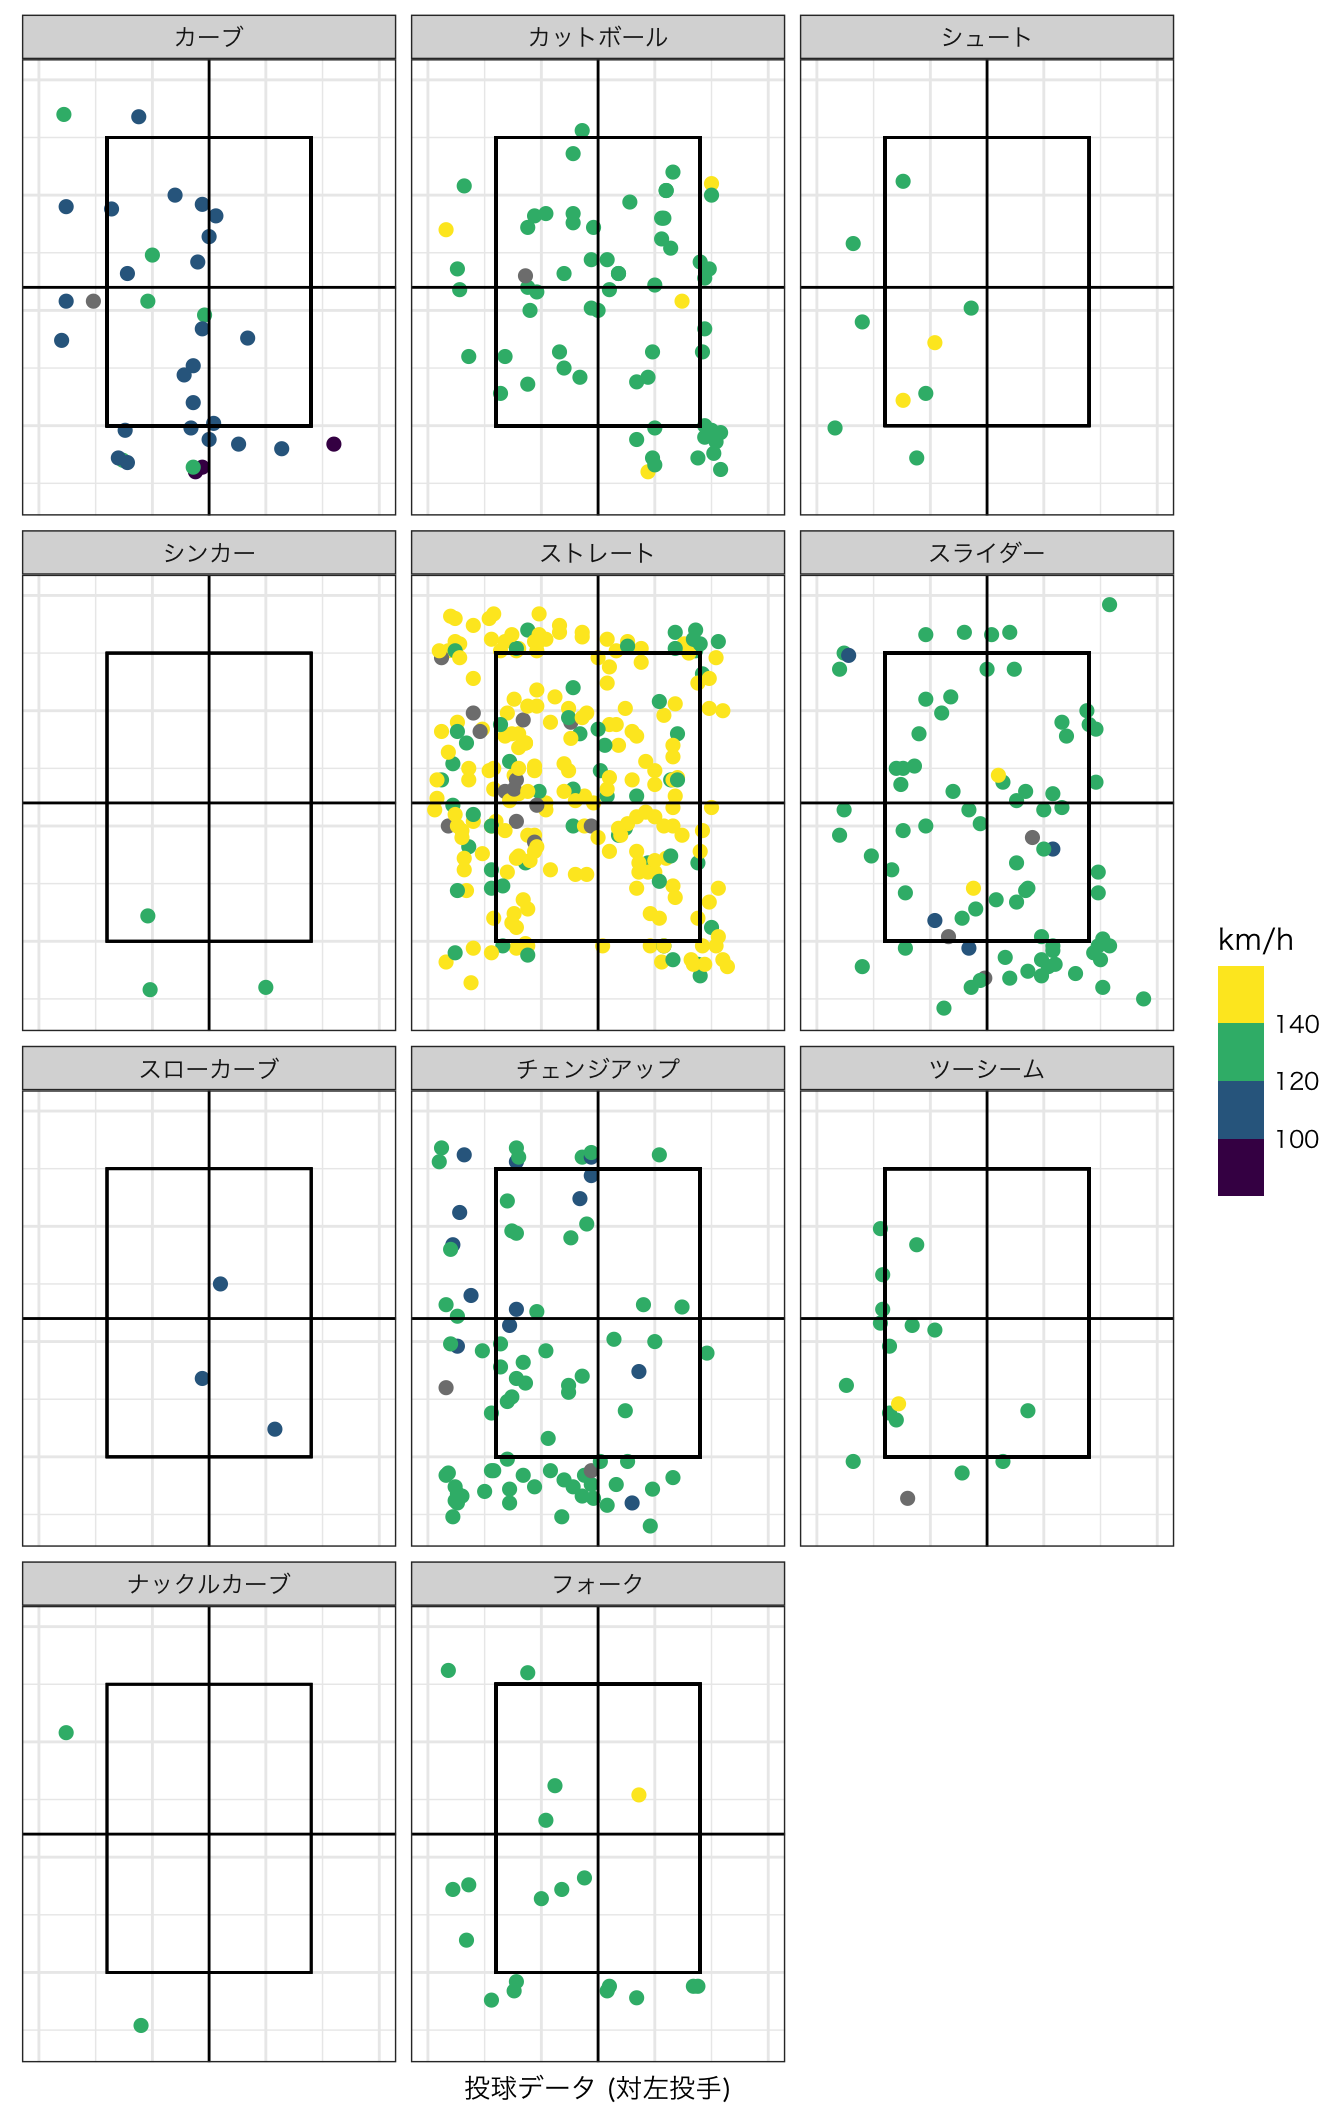 カーブ
カットボール
シュート
シンカー
ストレート
スライダー
km/h
140
120
100
スローカーブ
チェンジアップ
ツーシーム
ナックルカーブ
フォーク
投球データ (対左投手)